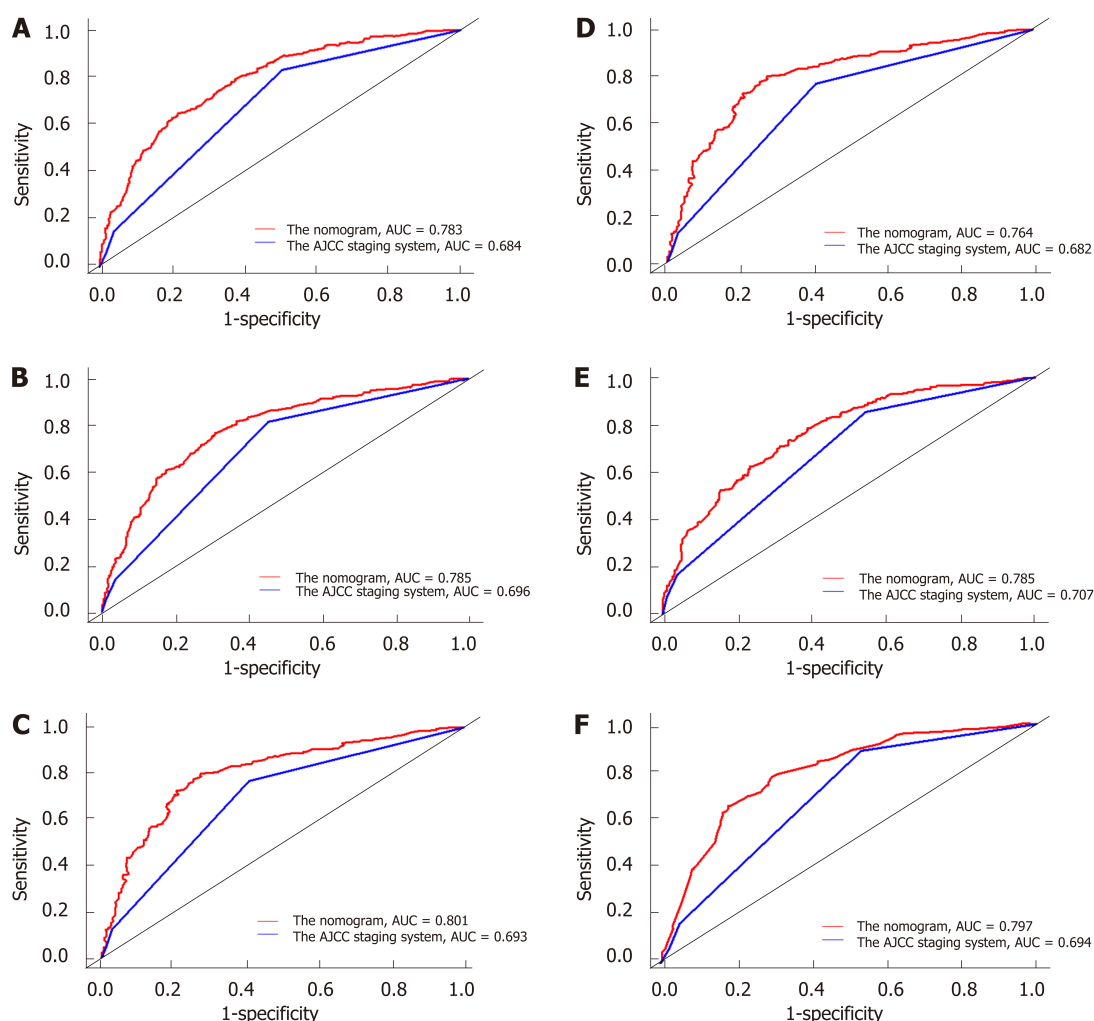 A
1.0
0.8
0.6
0.4
0.2
0.0
Sensitivity
The nomogram, AUC = 0.783
The AJCC staging system, AUC = 0.684
0.0 0.2 0.4 0.6 0.8 1.0
1-specificity
D
1.0
0.8
0.6
0.4
0.2
0.0
Sensitivity
The nomogram, AUC = 0.764
The AJCC staging system, AUC = 0.682
0.0 0.2 0.4 0.6 0.8 1.0
1-specificity
B
1.0
0.8
0.6
0.4
0.2
0.0
Sensitivity
The nomogram, AUC = 0.785
The AJCC staging system, AUC = 0.696
0.0 0.2 0.4 0.6 0.8 1.0
1-specificity
E
1.0
0.8
0.6
0.4
0.2
0.0
Sensitivity
The nomogram, AUC = 0.785
The AJCC staging system, AUC = 0.707
0.0 0.2 0.4 0.6 0.8 1.0
1-specificity
C
1.0
0.8
0.6
0.4
0.2
0.0
Sensitivity
The nomogram, AUC = 0.801
The AJCC staging system, AUC = 0.693
0.0 0.2 0.4 0.6 0.8 1.0
1-specificity
F
1.0
0.8
0.6
0.4
0.2
0.0
Sensitivity
The nomogram, AUC = 0.797
The AJCC staging system, AUC = 0.694
0.0 0.2 0.4 0.6 0.8 1.0
1-specificity